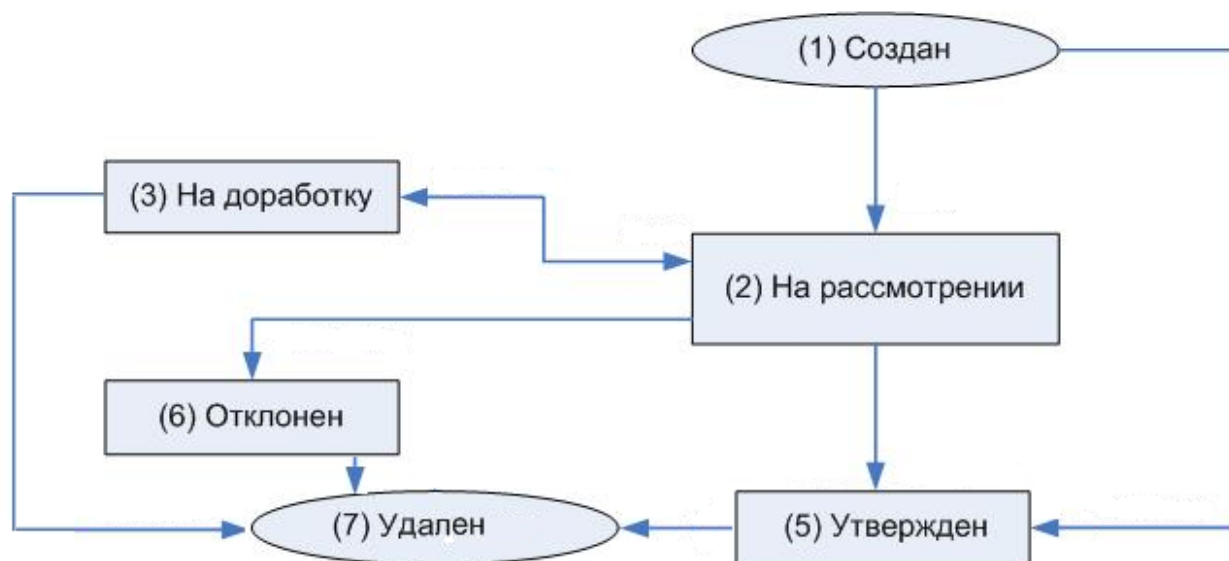 (1) Создан
(3) На доработку
(2) На рассмотрении
(6) Отклонен
(7) Удален
(5) Утвержден